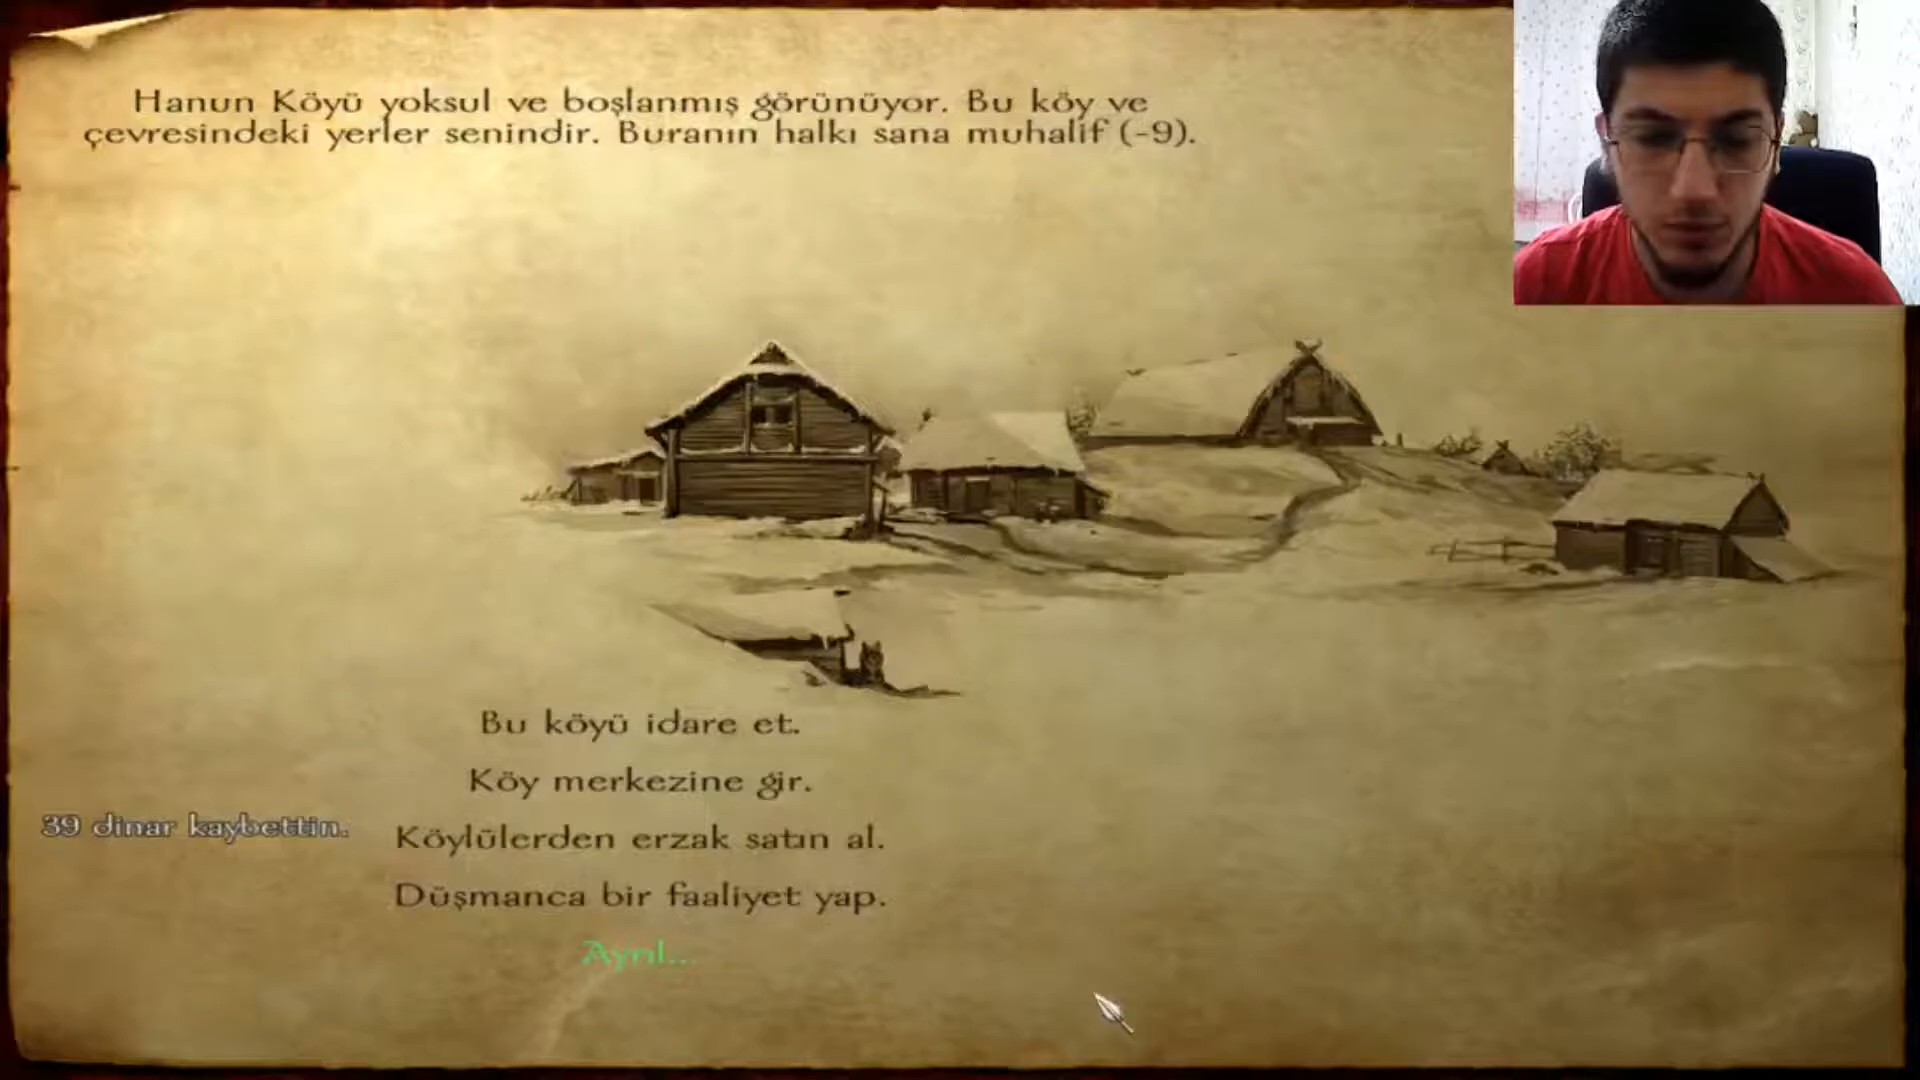 Hanun Köyü yoksul ve boşlanmış görünüyor. Bu köy ve
çevresindeki yerler senindir. Buranın halkı sana muhalif (-9).
Bu köyü idare et.
Köy merkezine gir.
39 dinar kaybettin.
Köylülerden erzak satın al.
Düşmanca bir faaliyet yap.
Ayrıl...